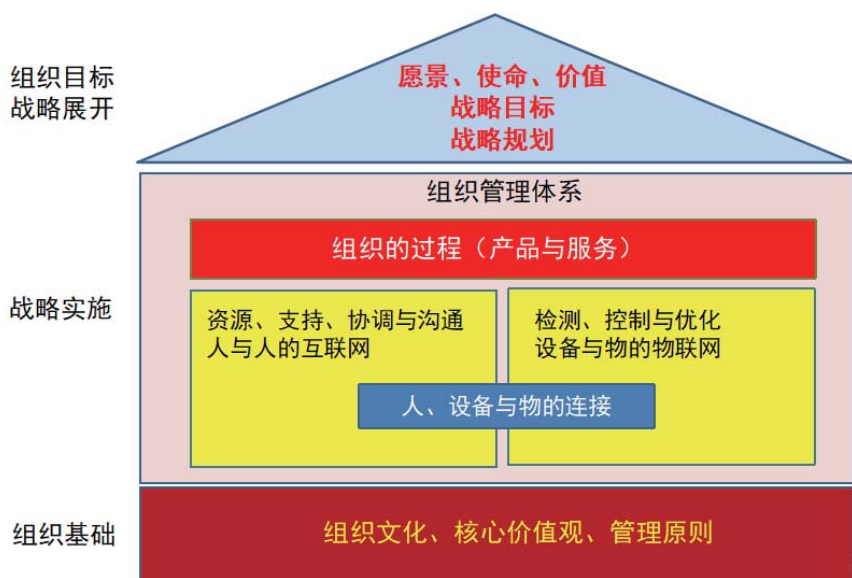 组织目标
战略展开
愿景、使命、价值
战略目标
战略规划
组织管理体系
组织的过程（产品与服务）
战略实施
资源、支持、协调与沟通
人与人的互联网
检测、控制与优化
设备与物的物联网
人、设备与物的连接
组织基础
组织文化、核心价值观、管理原则